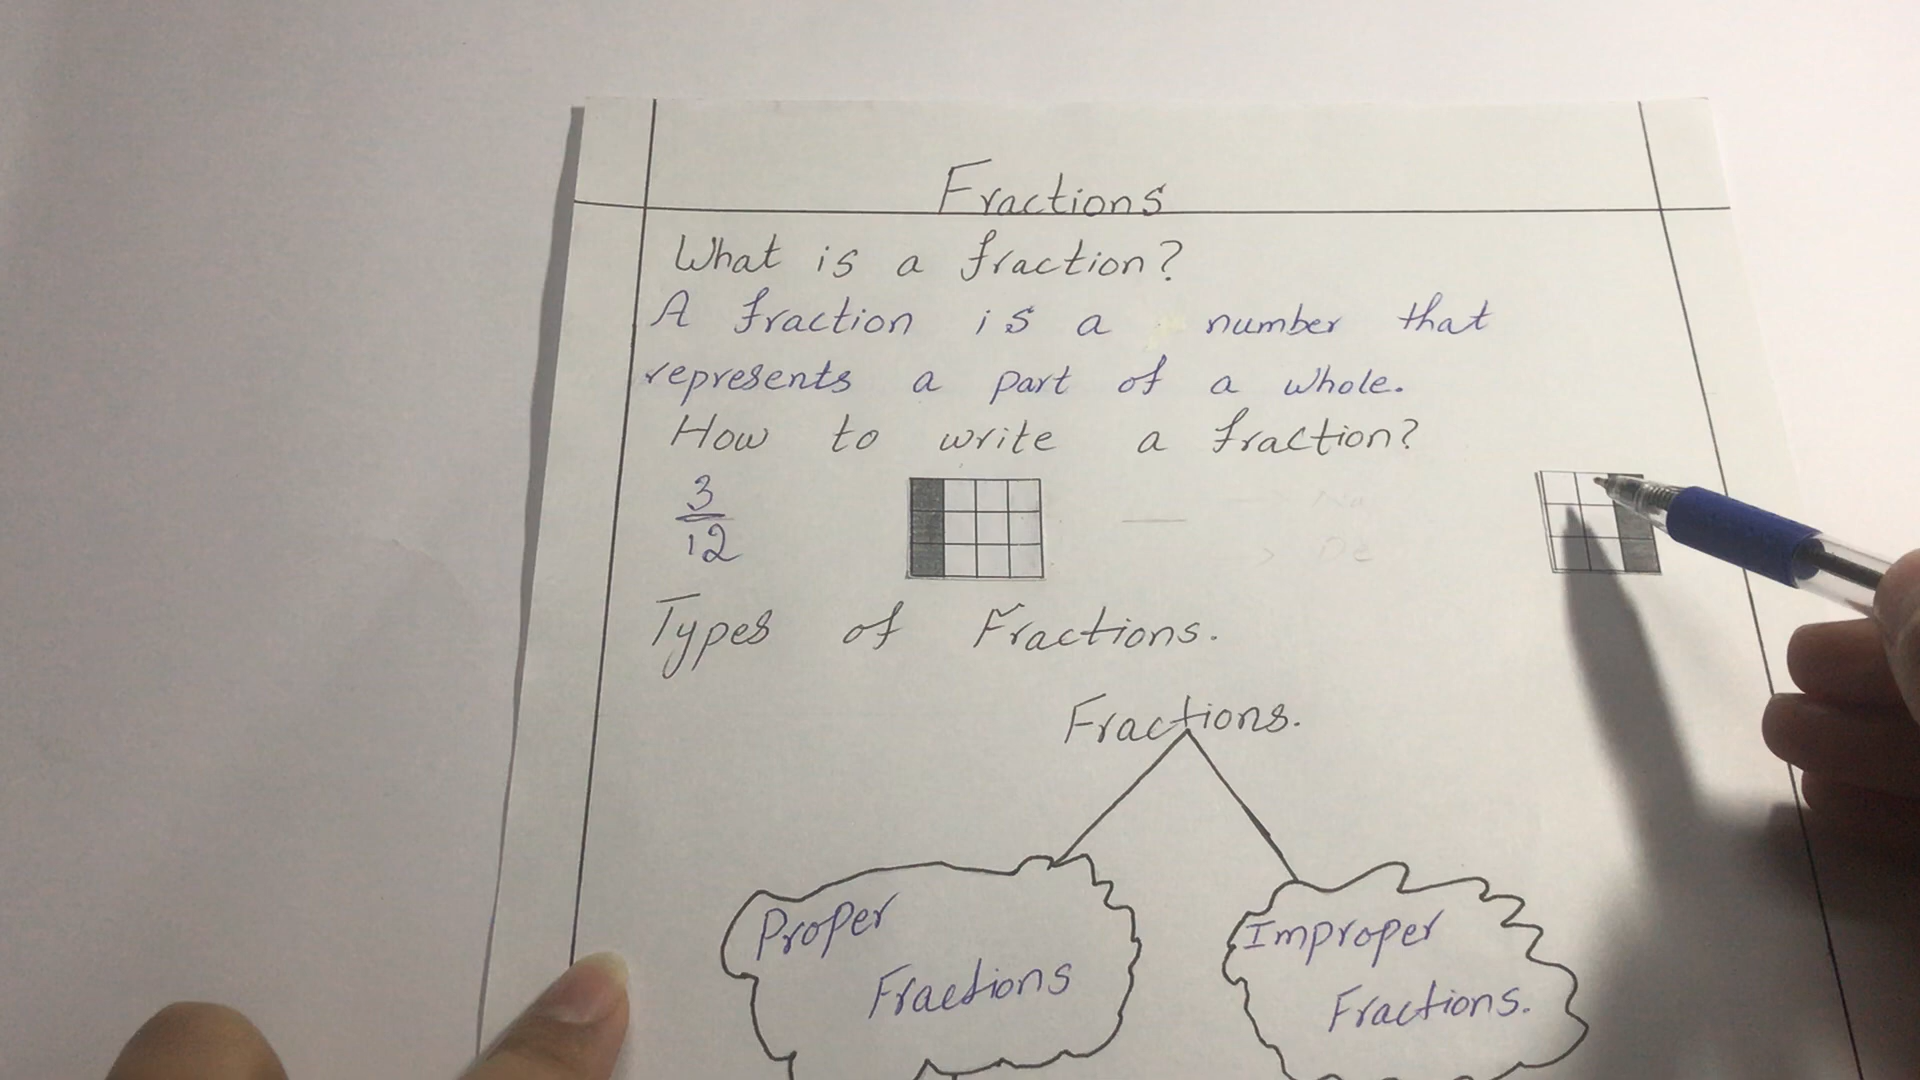 Fractions
What is a fraction?
A fraction is a number that
represents a part of a whole.
How to write a fraction?
3
12
Types of Fractions.
Fractions.
Proper
Fractions
Improper
Fractions.